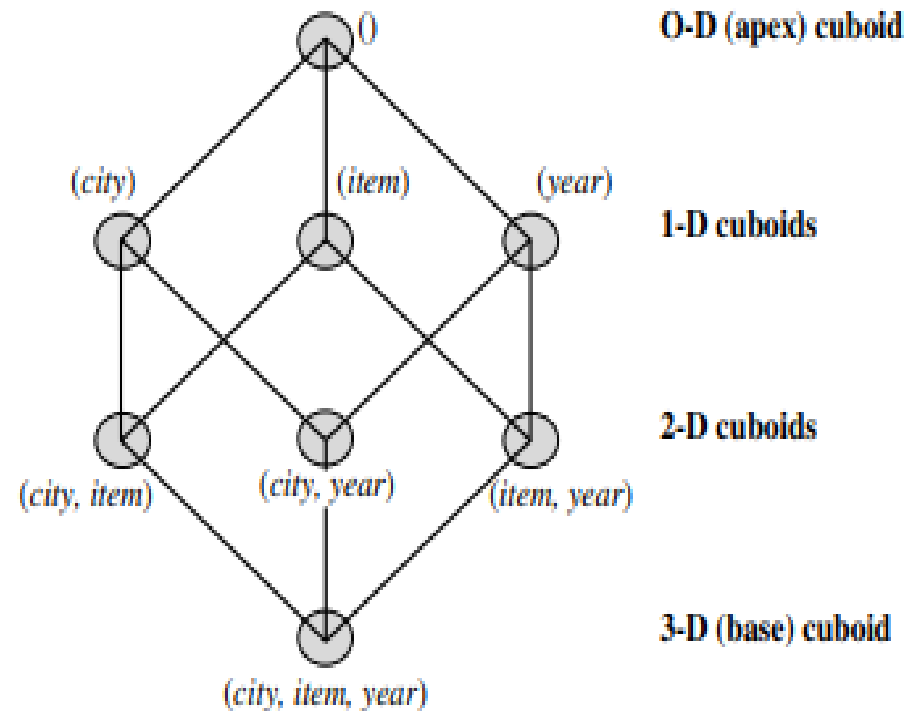 ()
O-D (apex) cuboid
(city)
(item)
(year)
1-D cuboids
2-D cuboids
(city, item)
(city, year)
(item, year)
3-D (base) cuboid
(city, item, year)